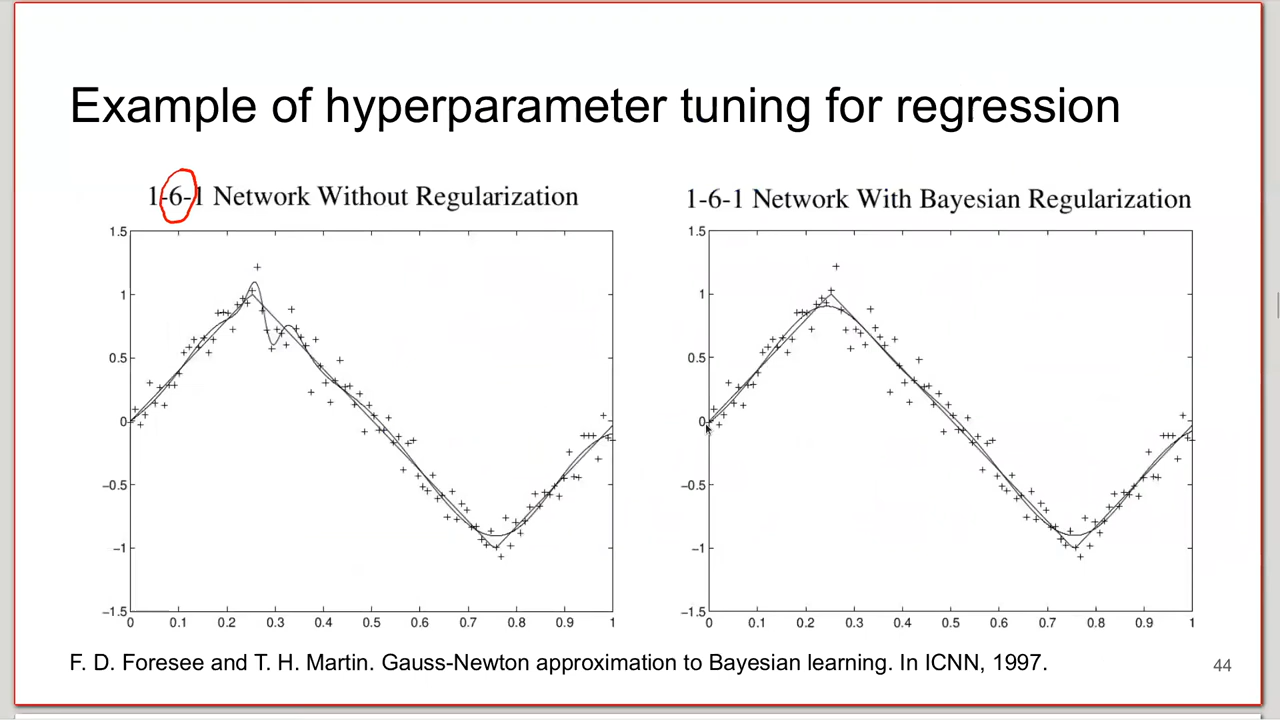 Example of hyperparameter tuning for regression
1-6-1 Network Without Regularization
1.5
1
0.5
0
−0.5
−1
−1.5
0 0.1 0.2 0.3 0.4 0.5 0.6 0.7 0.8 0.9 1
1-6-1 Network With Bayesian Regularization
1.5
1
0.5
0
−0.5
−1
−1.5
0 0.1 0.2 0.3 0.4 0.5 0.6 0.7 0.8 0.9 1
F. D. Foresee and T. H. Martin. Gauss-Newton approximation to Bayesian learning. In ICNN, 1997.
44